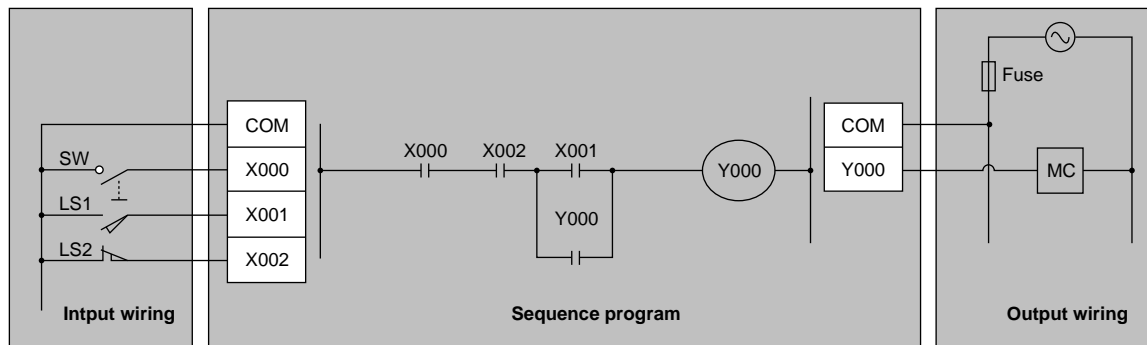 SW
LS1
LS2
Intput wiring
COM
X000
X001
X002
X000 X002 X001
Y000
Y000
Sequence program
COM
Y000
Fuse
MC
Output wiring